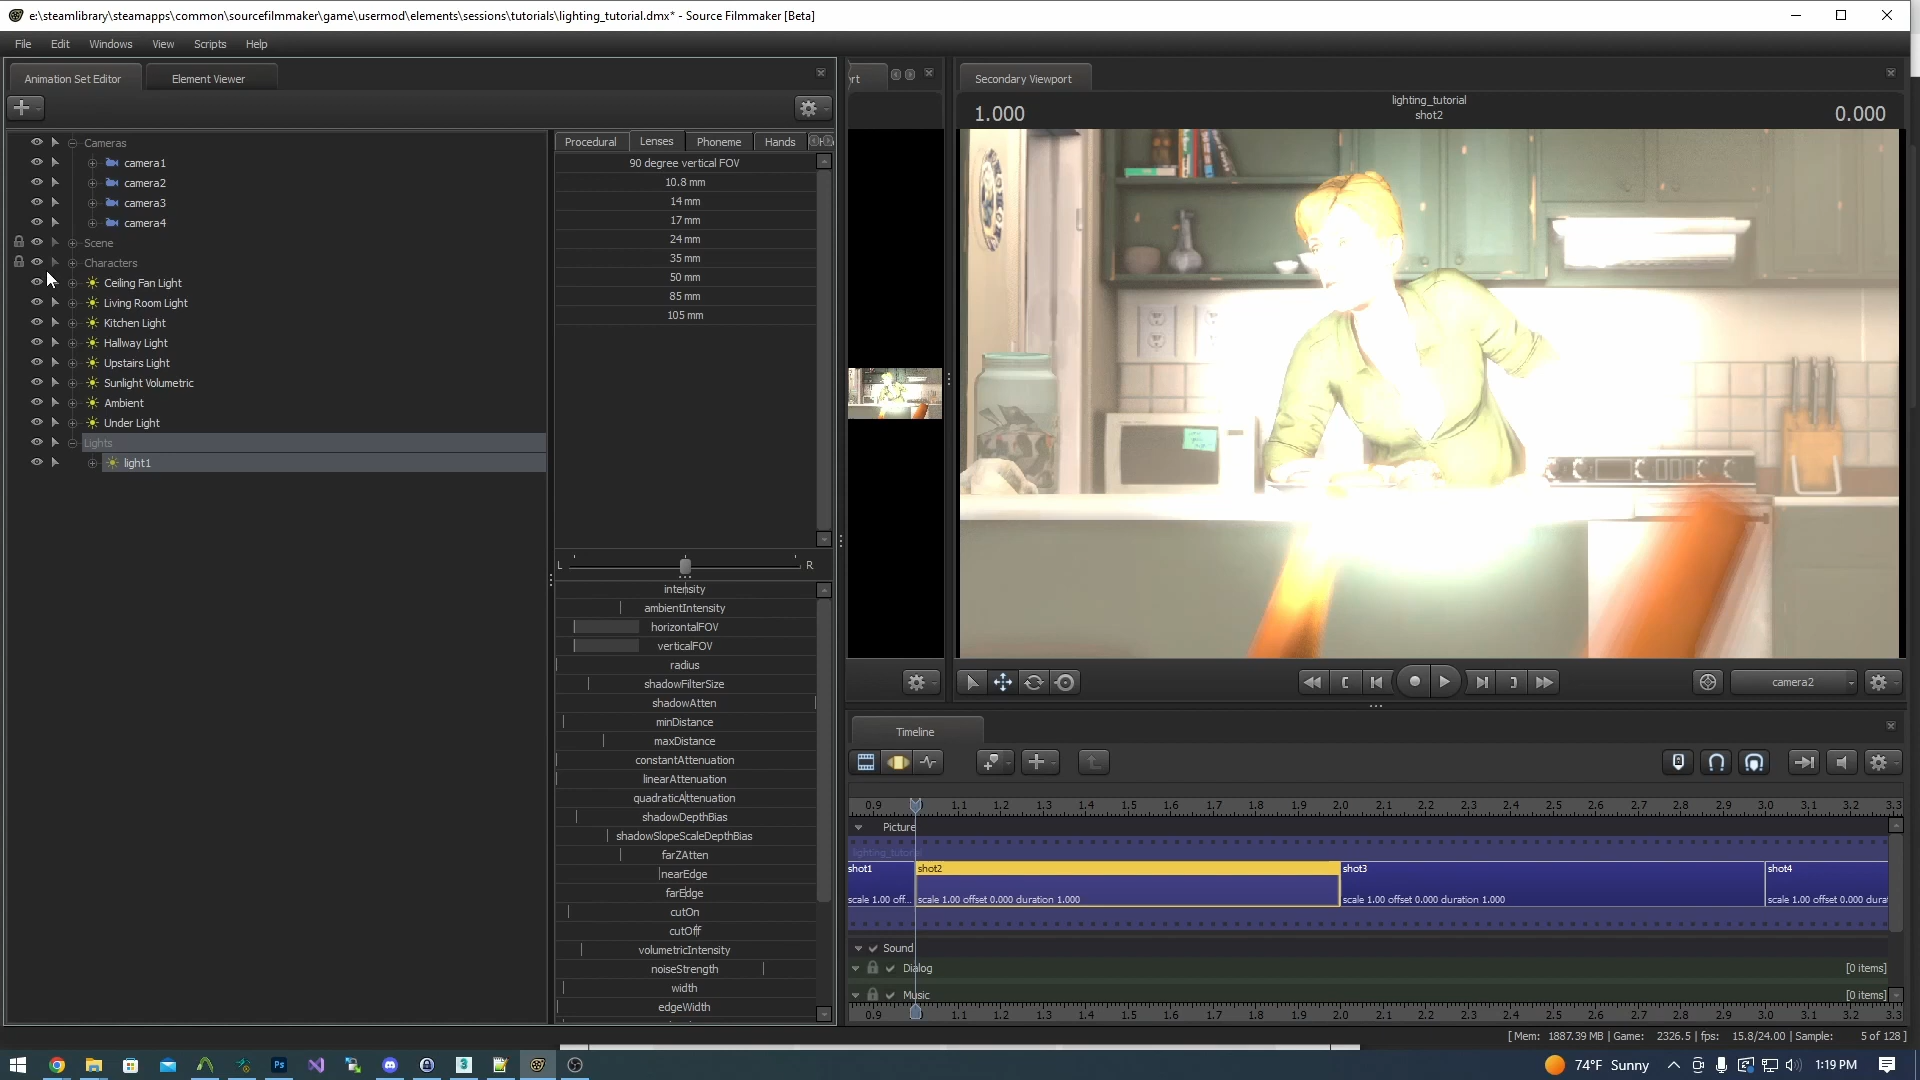 e:\steamlibrary\steamapps\common\sourcefilmmaker\game\usermod\elements\sessions\tutorials\lighting_tutorial.dmx* - Source Filmmaker [Beta]
File Edit Windows View Scripts Help
Animation Set Editor
Element Viewer
Cameras
camera1
camera2
camera3
camera4
Scene
Characters
Ceiling Fan Light
Living Room Light
Kitchen Light
Hallway Light
Upstairs Light
Sunlight Volumetric
Ambient
Under Light
Lights
light1
Procedural Lenses Phoneme Hands
90 degree vertical FOV
10.8 mm
14 mm
17 mm
24 mm
35 mm
50 mm
85 mm
105 mm
L R
intensity
ambientIntensity
horizontalFOV
verticalFOV
radius
shadowFilterSize
shadowAtten
minDistance
maxDistance
constantAttenuation
linearAttenuation
quadraticAttenuation
shadowDepthBias
shadowSlopeScaleDepthBias
farZAtten
nearEdge
farEdge
cutOn
cutOff
volumetricIntensity
noiseStrength
width
edgeWidth
rt
Secondary Viewport
1.000
lighting_tutorial
shot2
0.000
camera2
Timeline
0.9 1.1 1.2 1.3 1.4 1.5 1.6 1.7 1.8 1.9 2.0 2.1 2.2 2.3 2.4 2.5 2.6 2.7 2.8 2.9 3.0 3.1 3.2 3.3
Picture
lighting_tutorial
shot1 shot2 shot3 shot4
scale 1.00 off... scale 1.00 offset 0.000 duration 1.000 scale 1.00 offset 0.000 duration 1.000 scale 1.00 offset 0.000 dura
Sound
Dialog [0 items]
Music [0 items]
0.9 1.1 1.2 1.3 1.4 1.5 1.6 1.7 1.8 1.9 2.0 2.1 2.2 2.3 2.4 2.5 2.6 2.7 2.8 2.9 3.0 3.1 3.2 3.3
[ Mem: 1887.39 MB | Game: 2326.5 | fps: 15.8/24.00 | Sample: 5 of 128 ]
74°F Sunny
1:19 PM